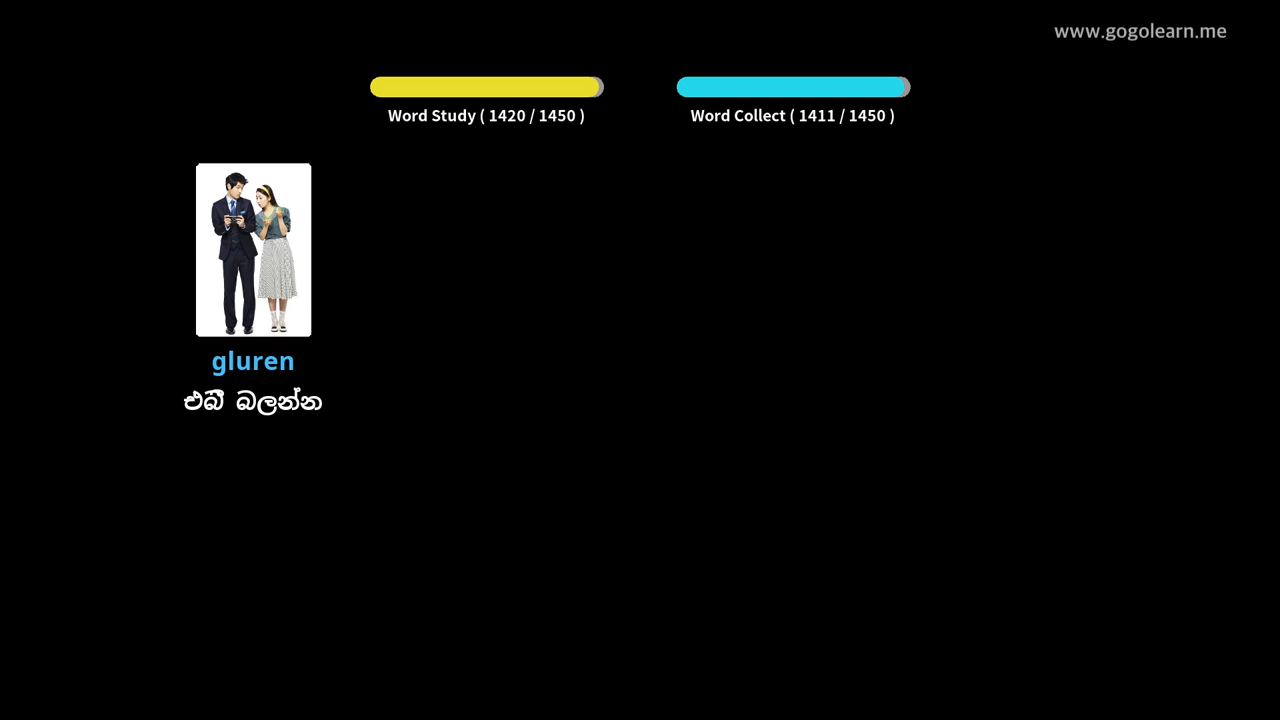 www.gogolearn.me
Word Study ( 1420 / 1450 )
Word Collect ( 1411 / 1450 )
gluren
එබී බලන්න